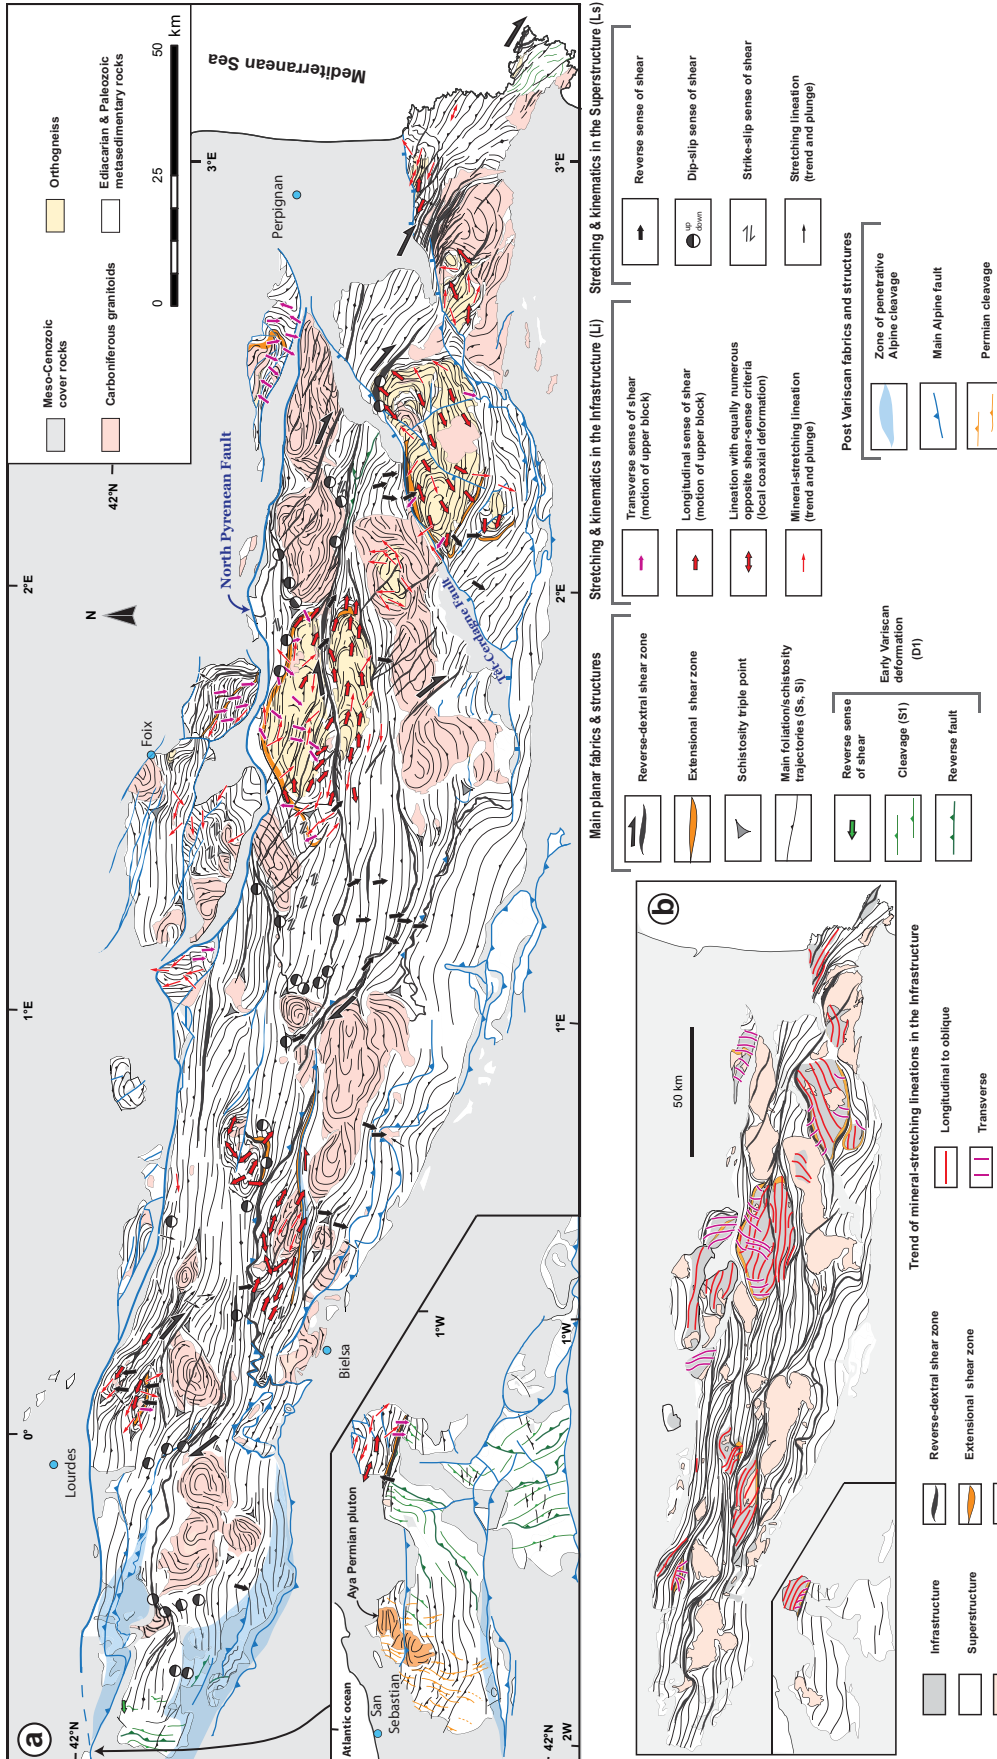 a
Meso-Cenozoic
cover rocks
Orthogneiss
Carboniferous granitoids
Ediacarian & Paleozoic
metasedimentary rocks
0
25
50
km
42°N
42°N
0°
1°E
2°E
3°E
N
Lourdes
Foix
Perpignan
Mediterranean Sea
North Pyrenean Fault
Têt-Cerdagne Fault
Bielsa
Atlantic ocean
San
Sebastian
Aya Permian pluton
42°N
2°W
1°W
1°W
1°E
2°E
3°E
b
50 km
Trend of mineral-stretching lineations in the Infrastructure
Infrastructure
Superstructure
Reverse-dextral shear zone
Extensional shear zone
Longitudinal to oblique
Transverse
Main planar fabrics & structures
Reverse-dextral shear zone
Extensional shear zone
Schistosity triple point
Main foliation/schistosity
trajectories (Ss, Si)
Early Variscan
deformation
(D1)
Reverse sense
of shear
Cleavage (S1)
Reverse fault
Stretching & kinematics in the Infrastructure (Li)
Transverse sense of shear
(motion of upper block)
Longitudinal sense of shear
(motion of upper block)
Lineation with equally numerous
opposite shear-sense criteria
(local coaxial deformation)
Mineral-stretching lineation
(trend and plunge)
Stretching & kinematics in the Superstructure (Ls)
Reverse sense of shear
up
down
Dip-slip sense of shear
Strike-slip sense of shear
Stretching lineation
(trend and plunge)
Post Variscan fabrics and structures
Zone of penetrative
Alpine cleavage
Main Alpine fault
Permian cleavage